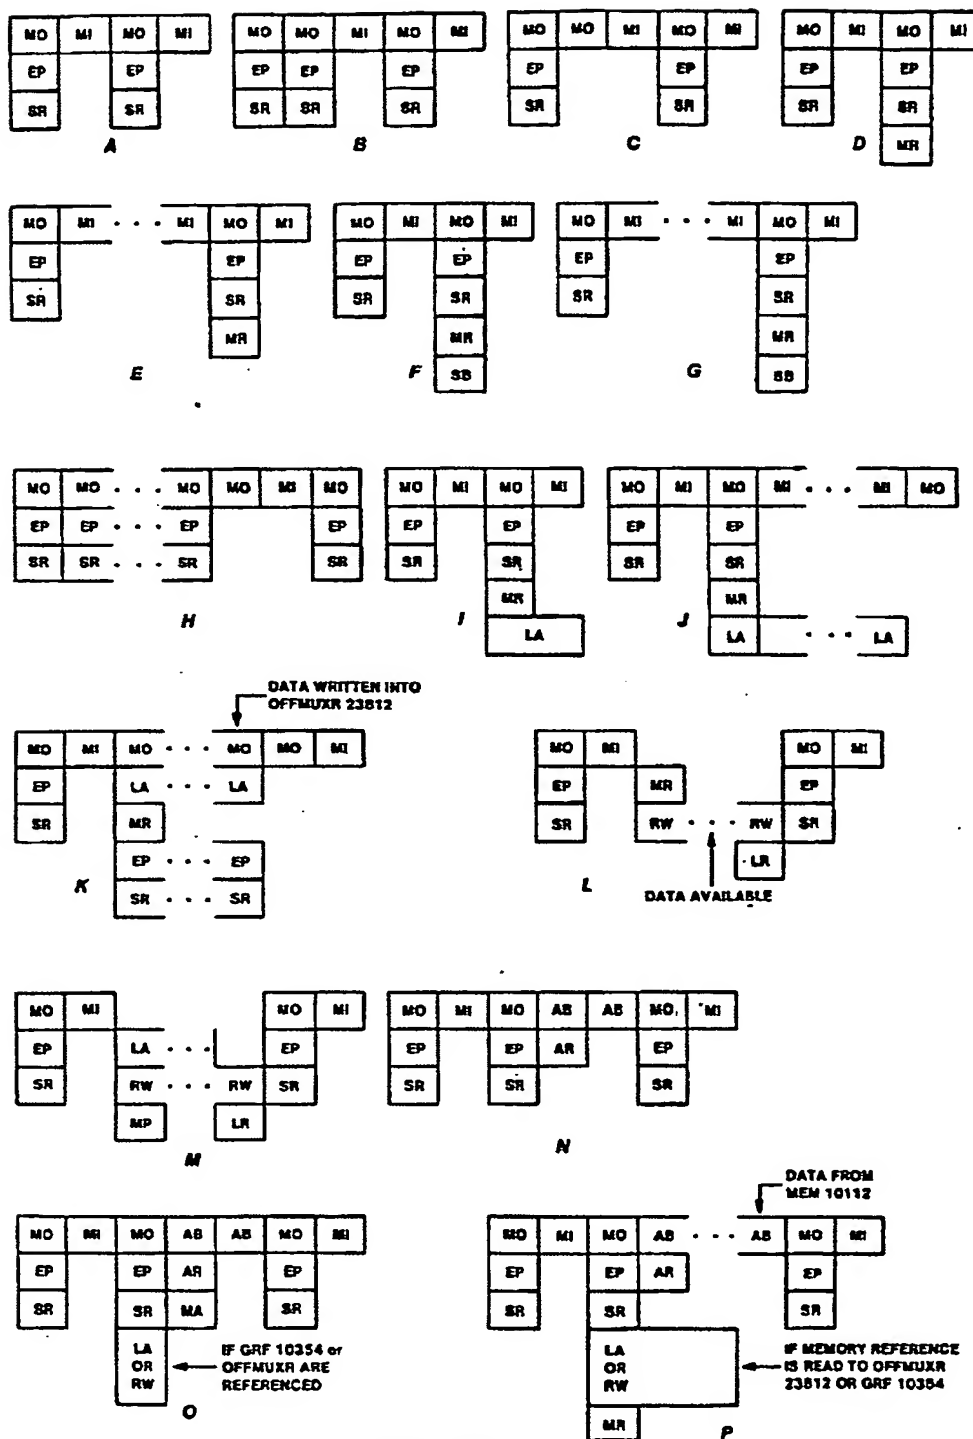 MO MI MO MI
EP EP
SR SR
A
MO MO MI MO MI
EP EP EP
SR SR SR
B
MO MO MI MO MI
EP EP
SR SR
C
MO MI MO MI
EP EP
SR SR
MR
D
MO MI · · · MI MO MI
EP EP
SR SR
MR
E
MO MI MO MI
EP EP
SR SR
MR
SB
F
MO MI · · · MI MO MI
EP EP
SR SR
MR
SB
G
MO MO · · · MO MO MI MO
EP EP · · · EP EP
SR SR · · · SR SR
H
MO MI MO MI
EP EP
SR SR
MR
LA
I
MO MI MO MI · · · MI MO
EP EP
SR SR
MR
LA · · · LA
J
DATA WRITTEN INTO
OFFMUXR 23812
MO MI MO · · · MO MO MI
EP LA · · · LA
SR MR
EP · · · EP
SR · · · SR
K
MO MI MO MI
EP MR EP
SR RW · · · RW SR
LR
DATA AVAILABLE
L
MO MI MO MI
EP LA · · · EP
SR RW · · · RW SR
MP LR
M
MO MI MO AB AB MO MI
EP EP AR EP
SR SR SR
N
MO MI MO AB AB MO MI
EP EP AR EP
SR SR MA SR
LA
OR
RW
IF GRF 10354 or
OFFMUXR ARE
REFERENCED
O
DATA FROM
MEM 10112
MO MI MO AB · · · AB MO MI
EP EP AR EP
SR SR SR
LA
OR
RW
IF MEMORY REFERENCE
IS READ TO OFFMUXR
23812 OR GRF 10354
MR
P